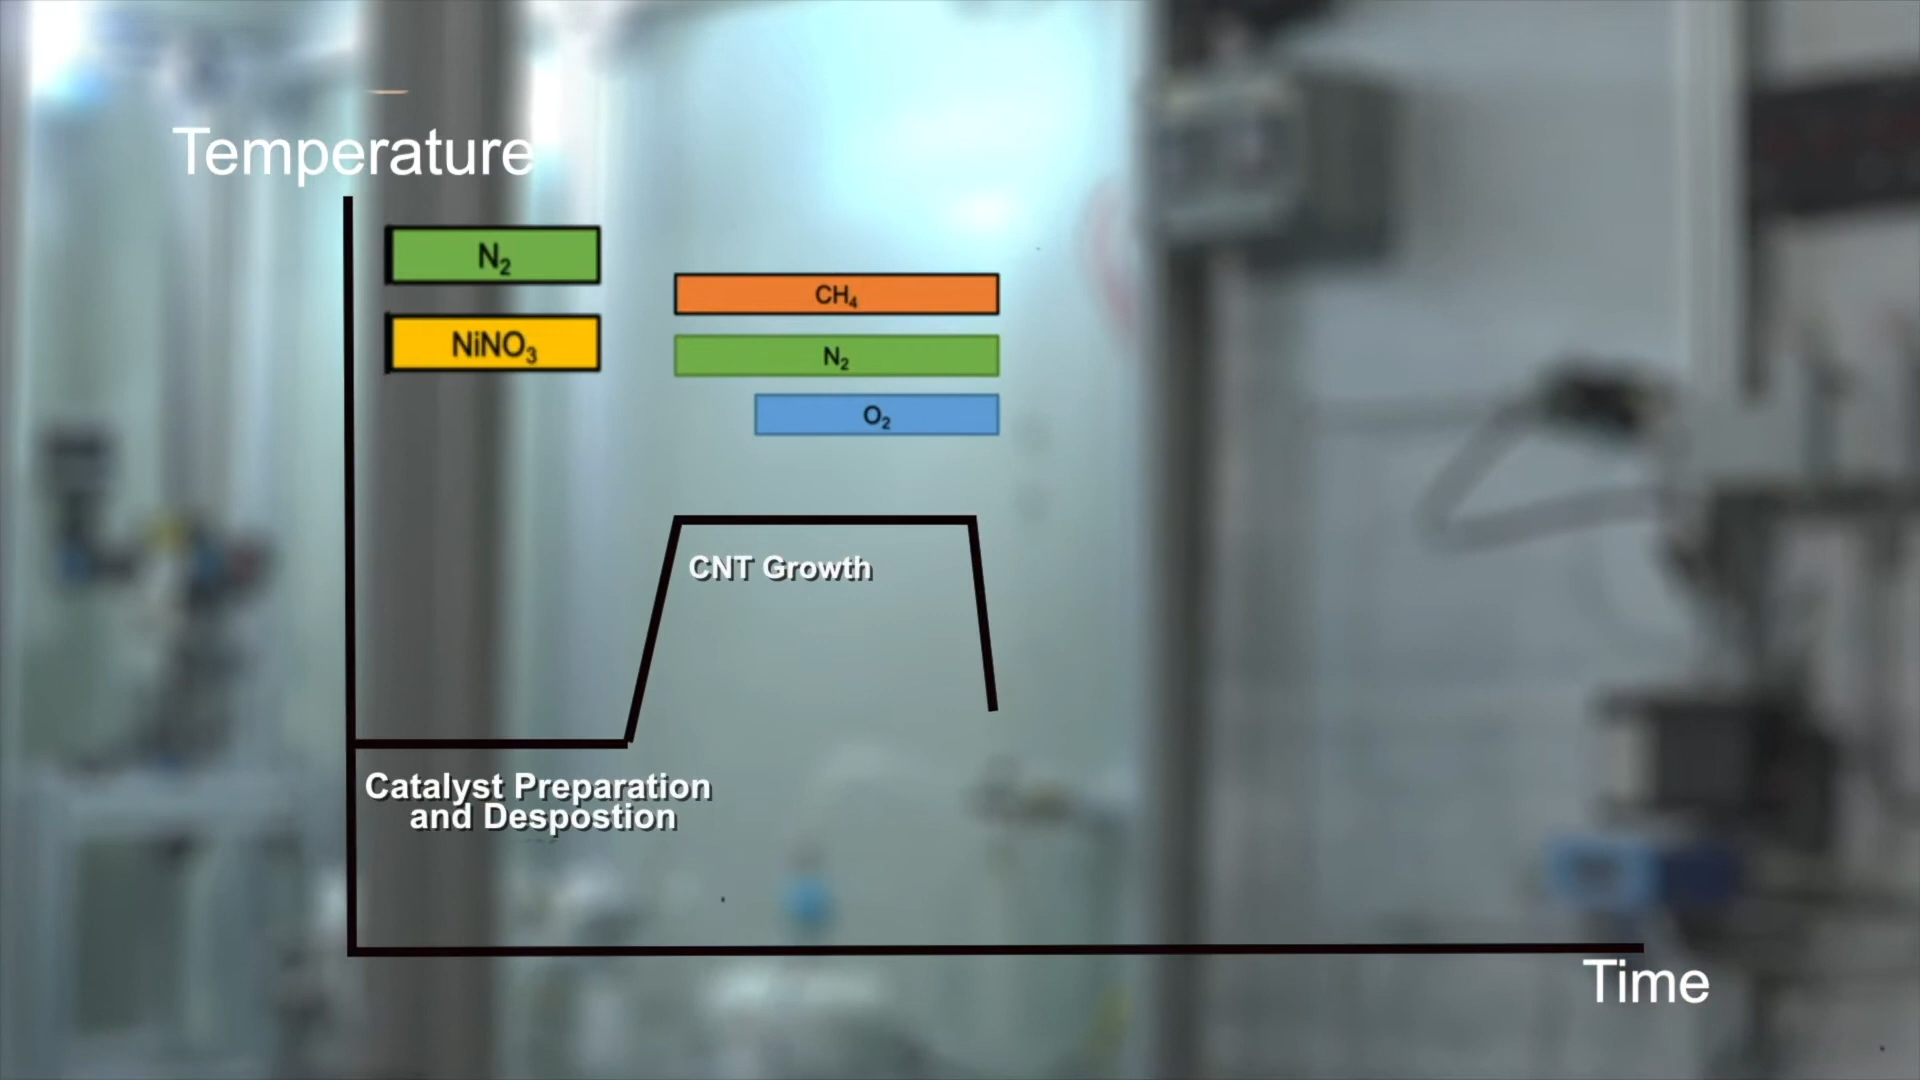 Temperature
N₂
NiNO₃
CH₄
N₂
O₂
CNT Growth
Catalyst Preparation
and Despostion
Time